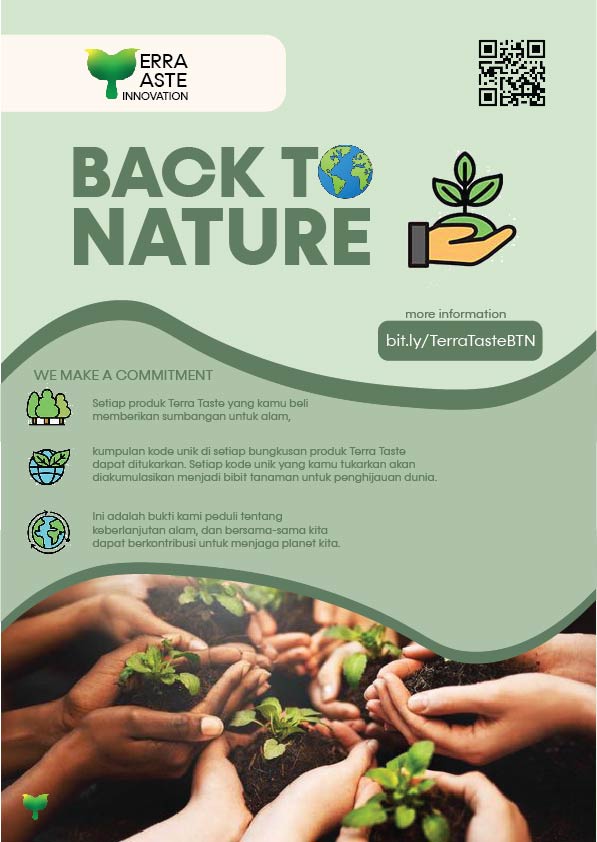 ERRA
ASTE
INNOVATION
BACK TO
NATURE
more information
bit.ly/TerraTasteBTN
WE MAKE A COMMITMENT
Setiap produk Terra Taste yang kamu beli
memberikan sumbangan untuk alam,
kumpulan kode unik di setiap bungkusan produk Terra Taste
dapat ditukarkan. Setiap kode unik yang kamu tukarkan akan
diakumulasikan menjadi bibit tanaman untuk penghijauan dunia.
Ini adalah bukti kami peduli tentang
keberlanjutan alam, dan bersama-sama kita
dapat berkontribusi untuk menjaga planet kita.